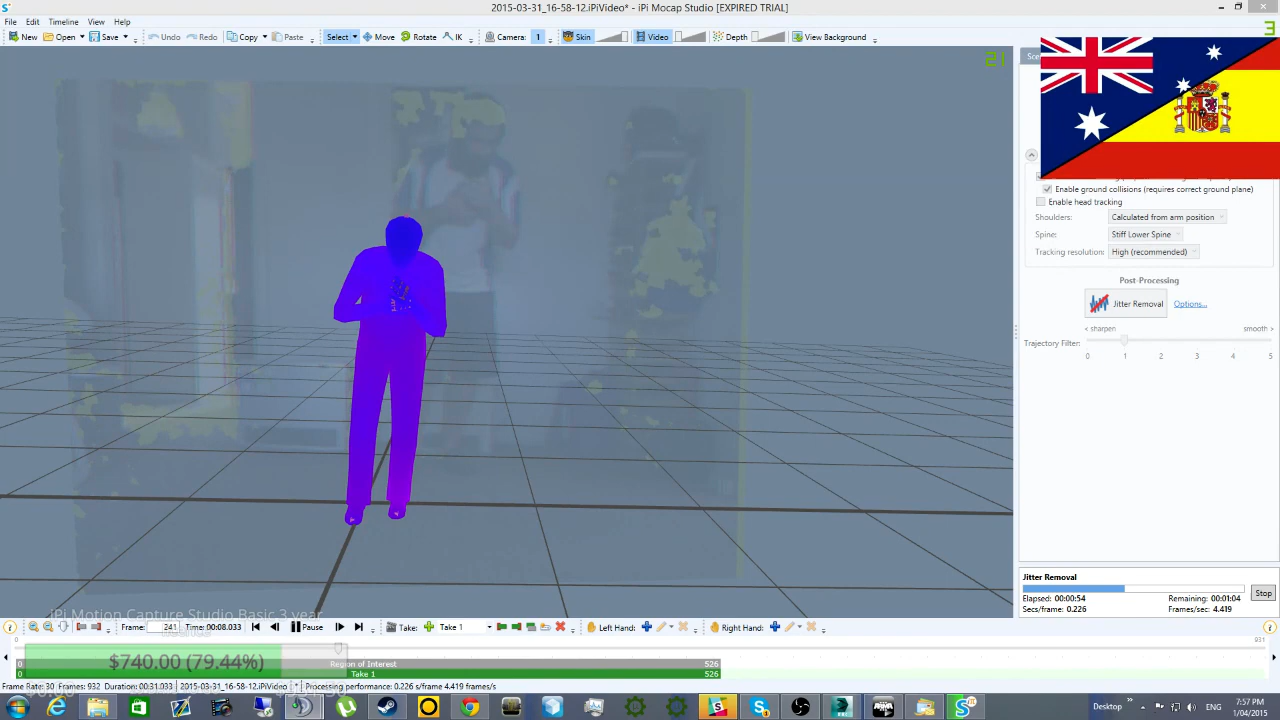 2015-03-31_16-58-12.iPiVideo* - iPi Mocap Studio [EXPIRED TRIAL]
File Edit Timeline View Help
New Open Save Undo Redo Copy Paste Select Move Rotate IK Camera: 1 Skin Video Depth View Background
3
21
Enable ground collisions (requires correct ground plane)
Enable head tracking
Shoulders: Calculated from arm position
Spine: Stiff Lower Spine
Tracking resolution: High (recommended)
Post-Processing
Jitter Removal Options...
< sharpen smooth >
Trajectory Filter:
0 1 2 3 4 5
Jitter Removal
Elapsed: 00:00:54 Remaining: 00:01:04
Stop
Secs/frame: 0.226 Frames/sec: 4.419
iPi Motion Capture Studio Basic 3 year
Frame: 241 Time: 00:08.033 Pause Take: Take 1 Left Hand: Right Hand:
0 931
$740.00 (79.44%)
0 Region of Interest 526
0 Take 1 526
Frame Rate: 30 Frames: 932 Duration: 00:31.033 2015-03-31_16-58-12.iPiVideo * Processing performance: 0.226 s/frame 4.419 frames/s
Desktop ENG 7:57 PM
1/04/2015